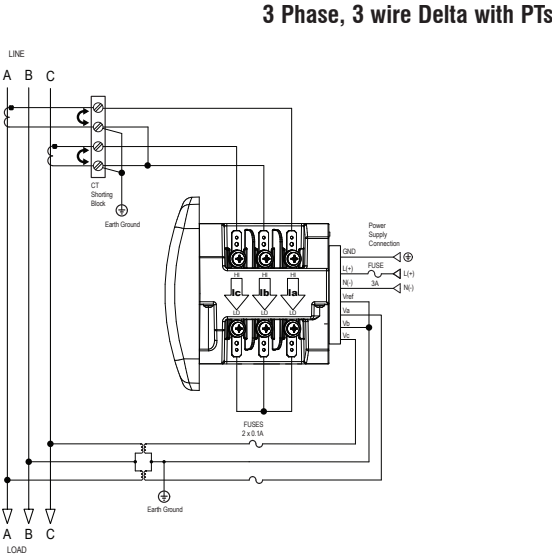 3 Phase, 3 wire Delta with PTs
LINE
A B C
CT
Shorting
Block
Earth Ground
Power
Supply
Connection
GND
FUSE
L(+)
L(+)
3A
N(-)
N(-)
Vref
Va
Vb
Vc
HI HI HI
Ic Ib Ia
LO LO LO
FUSES
2 x 0.1A
Earth Ground
A B C
LOAD